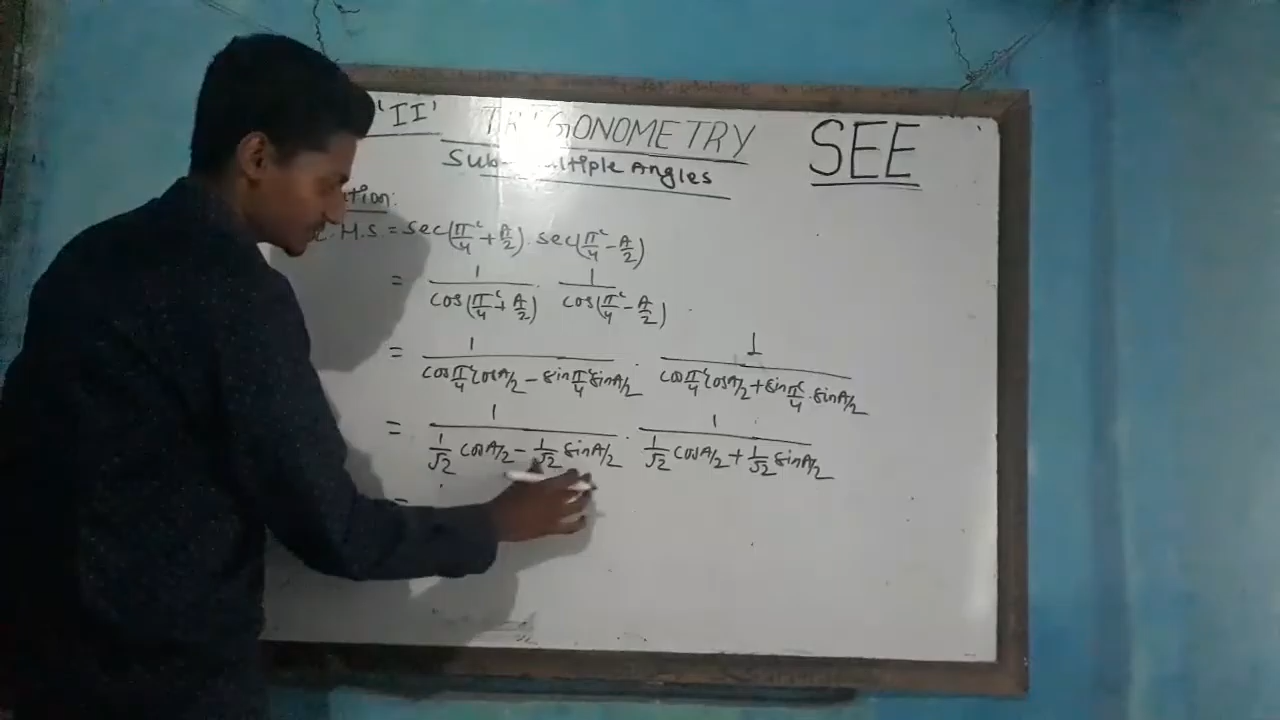 'II' TRIGONOMETRY SEE
Sub-Multiple Angles
.H.S. = sec(π^c/4 + A/2) . sec(π^c/4 - A/2)
= 1/cos(π^c/4 + A/2) . 1/cos(π^c/4 - A/2)
= 1/(cos π^c/4 cos A/2 - sin π^c/4 sin A/2) . 1/(cos π^c/4 cos A/2 + sin π^c/4 . sin A/2)
= 1/(1/√2 cos A/2 - 1/√2 sin A/2) . 1/(1/√2 cos A/2 + 1/√2 sin A/2)
=